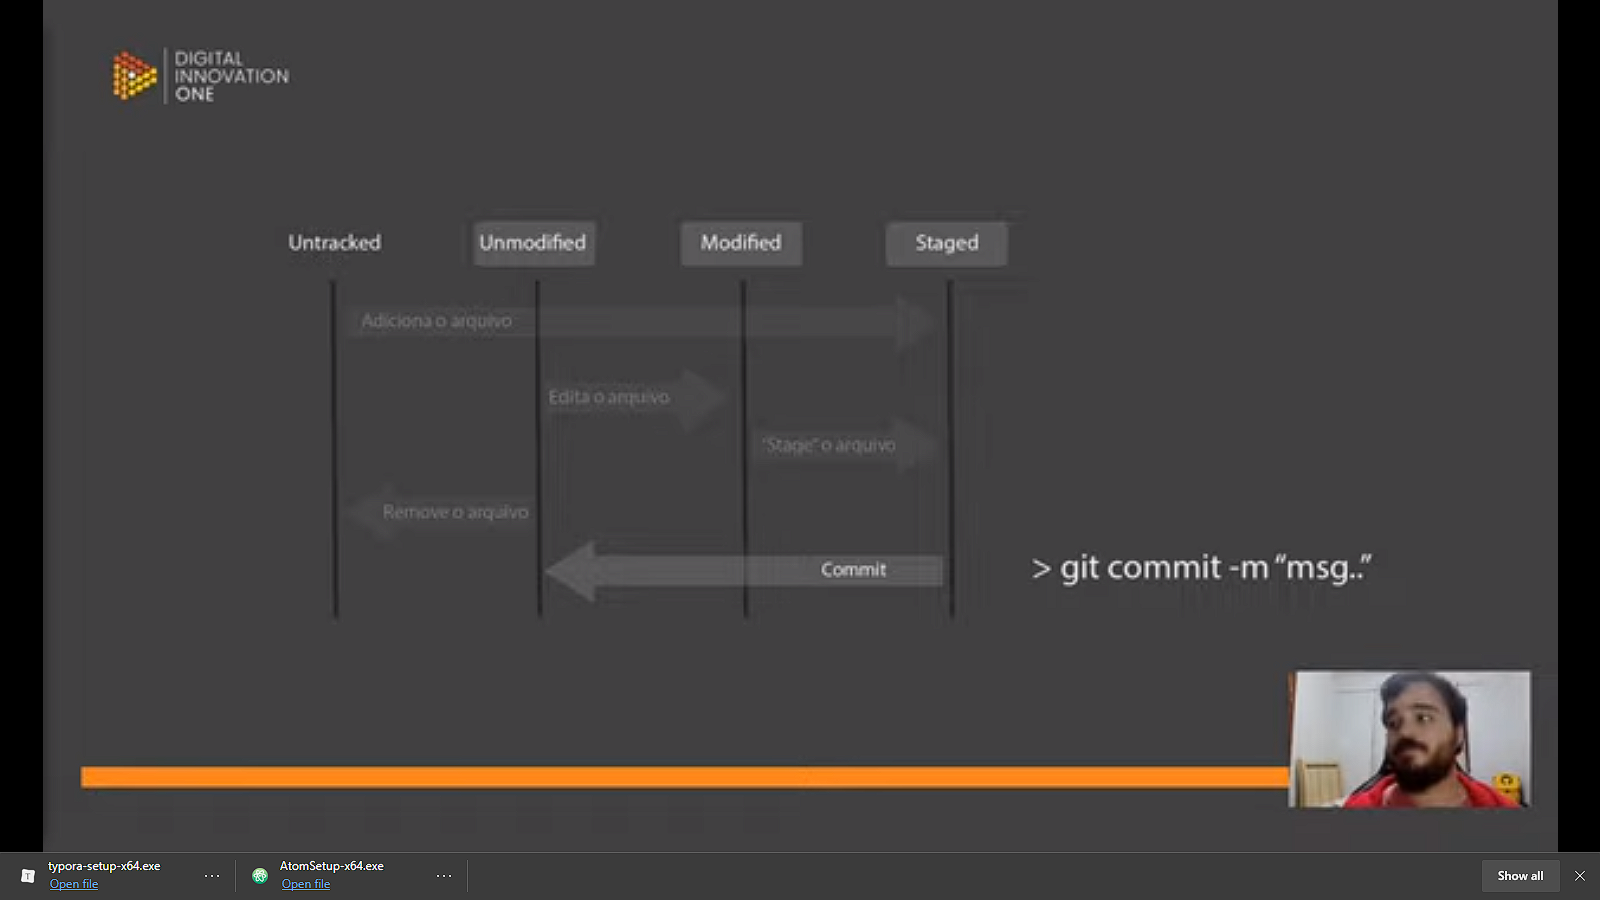 DIGITAL
INNOVATION
ONE
Untracked
Unmodified
Modified
Staged
Adiciona o arquivo
Edita o arquivo
"Stage" o arquivo
Remove o arquivo
Commit
> git commit -m “msg..”
typora-setup-x64.exe
Open file
AtomSetup-x64.exe
Open file
Show all